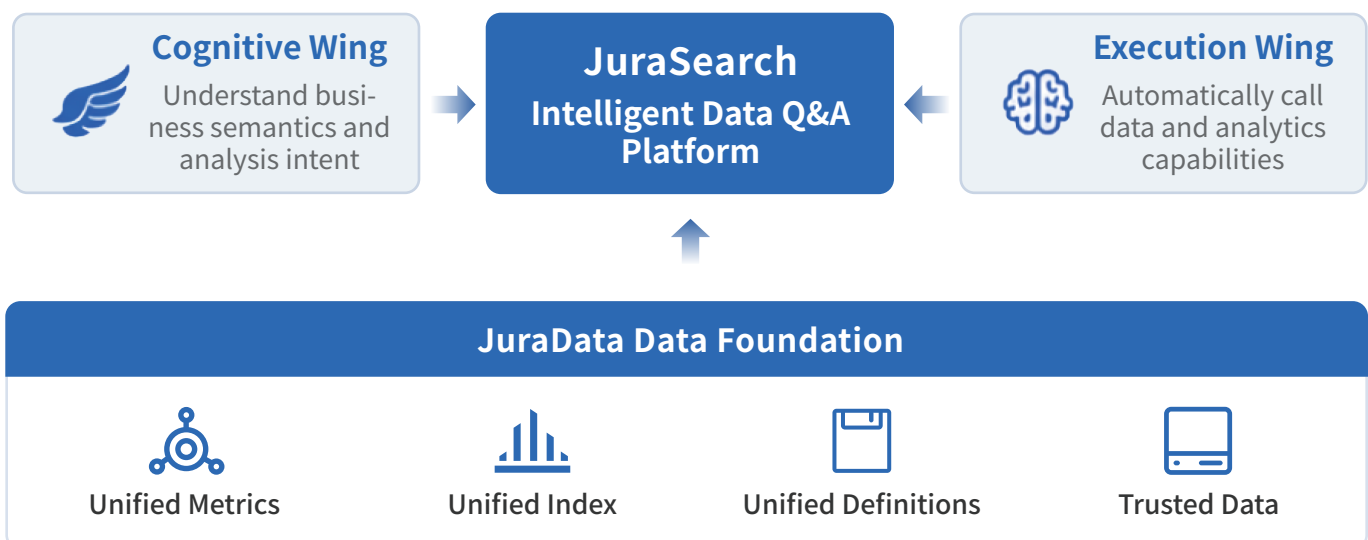 Cognitive Wing
Understand busi-
ness semantics and
analysis intent
JuraSearch
Intelligent Data Q&A
Platform
Execution Wing
Automatically call
data and analytics
capabilities
JuraData Data Foundation
Unified Metrics
Unified Index
Unified Definitions
Trusted Data